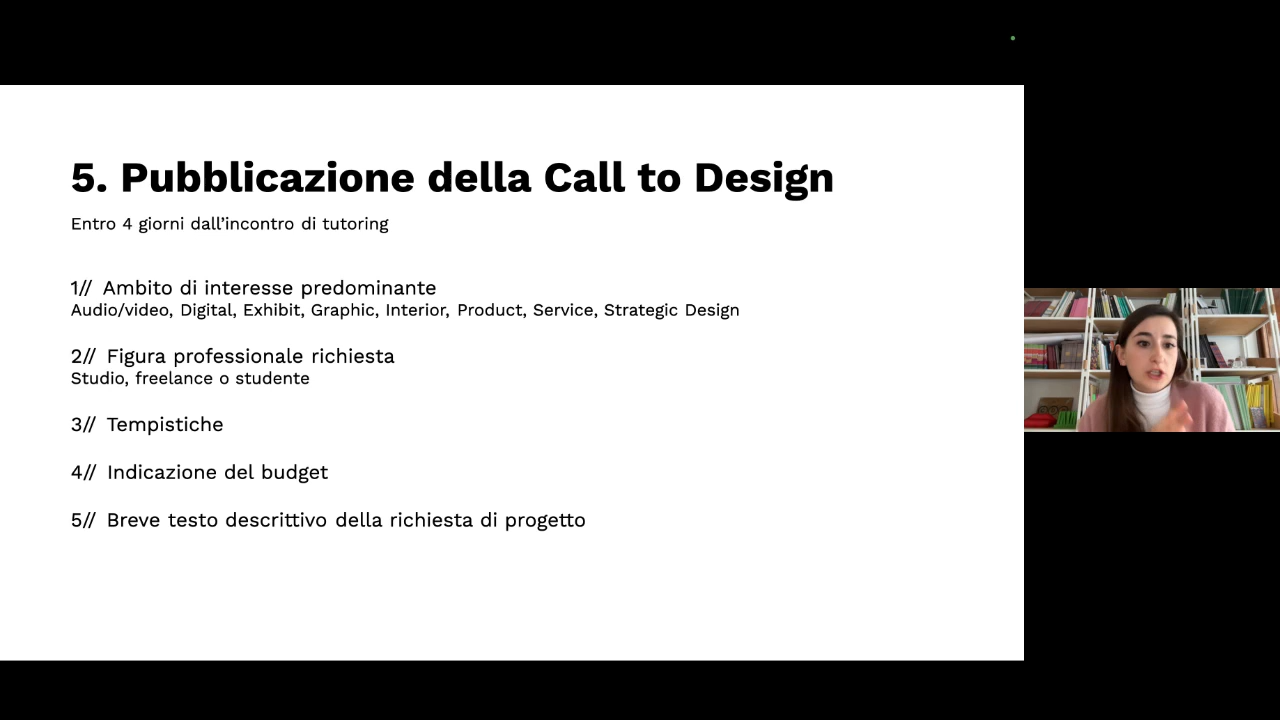 5. Pubblicazione della Call to Design
Entro 4 giorni dall'incontro di tutoring
1// Ambito di interesse predominante
Audio/video, Digital, Exhibit, Graphic, Interior, Product, Service, Strategic Design
2// Figura professionale richiesta
Studio, freelance o studente
3// Tempistiche
4// Indicazione del budget
5// Breve testo descrittivo della richiesta di progetto